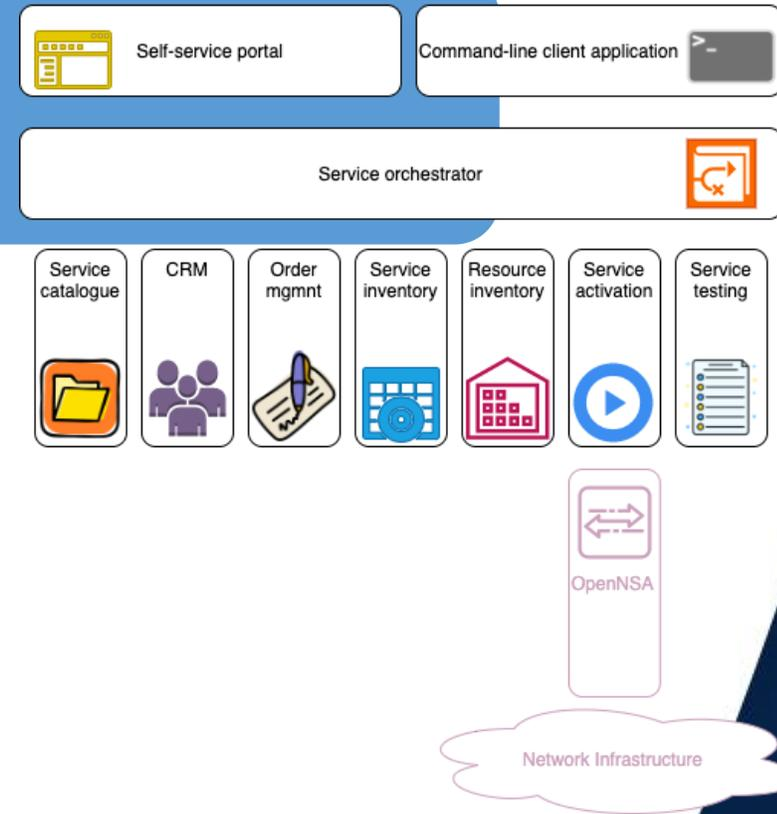 Self-service portal
Command-line client application
>_
Service orchestrator
Service
catalogue
CRM
Order
mgmnt
Service
inventory
Resource
inventory
Service
activation
Service
testing
OpenNSA
Network Infrastructure